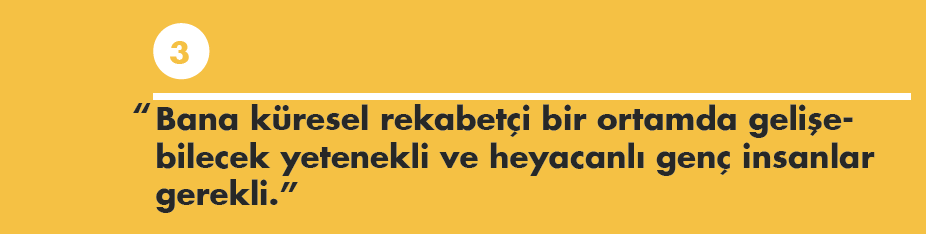 3
“Bana küresel rekabetçi bir ortamda gelişe-
bilecek yetenekli ve heyacanlı genç insanlar
gerekli.”